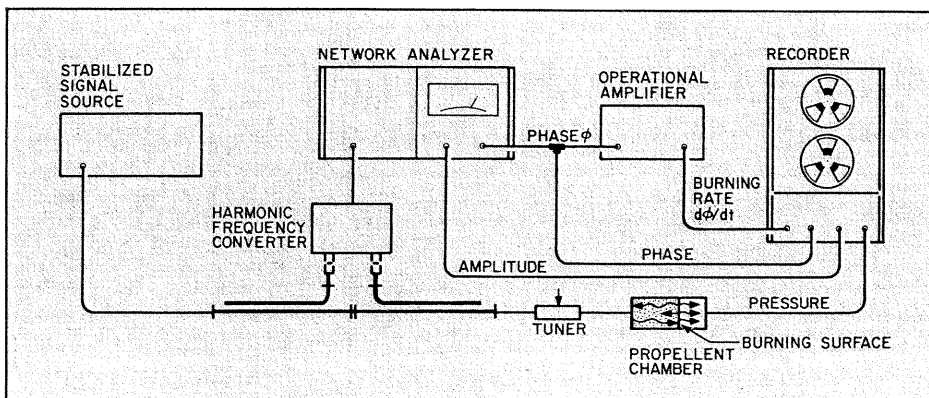 STABILIZED
SIGNAL
SOURCE
NETWORK ANALYZER
OPERATIONAL
AMPLIFIER
RECORDER
PHASE ϕ
BURNING
RATE
dϕ/dt
HARMONIC
FREQUENCY
CONVERTER
AMPLITUDE
PHASE
TUNER
PRESSURE
BURNING SURFACE
PROPELLENT
CHAMBER